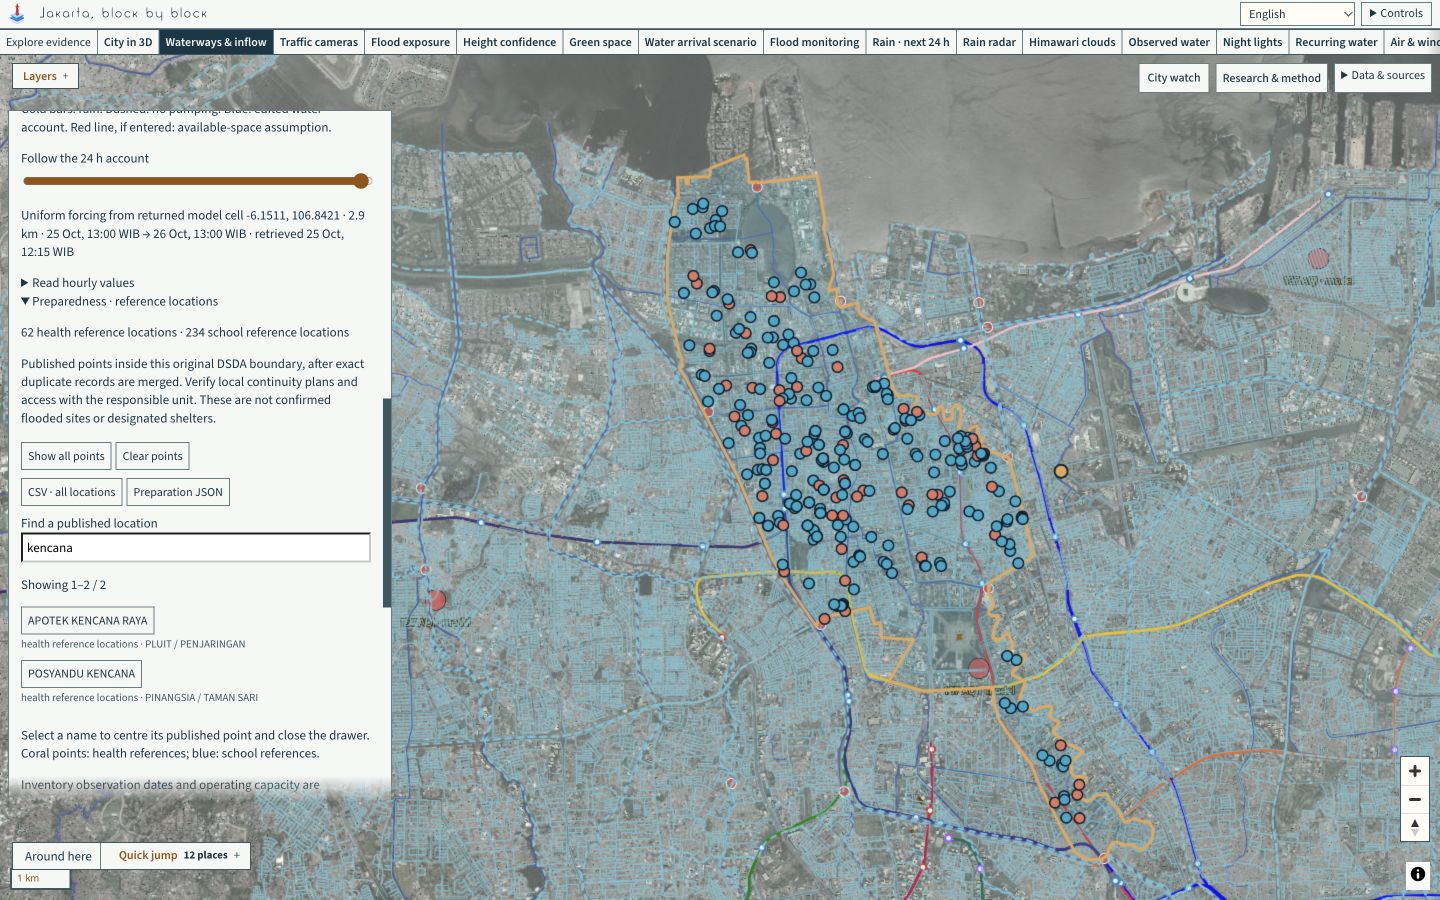 Jakarta, block by block
English
Controls
Explore evidence
City in 3D
Waterways & inflow
Traffic cameras
Flood exposure
Height confidence
Green space
Water arrival scenario
Flood monitoring
Rain · next 24 h
Rain radar
Himawari clouds
Observed water
Night lights
Recurring water
Air & wind
Layers +
City watch
Research & method
Data & sources
account. Red line, if entered: available-space assumption.
Follow the 24 h account
Uniform forcing from returned model cell -6.1511, 106.8421 · 2.9
km · 25 Oct, 13:00 WIB → 26 Oct, 13:00 WIB · retrieved 25 Oct,
12:15 WIB
Read hourly values
Preparedness · reference locations
62 health reference locations · 234 school reference locations
Published points inside this original DSDA boundary, after exact
duplicate records are merged. Verify local continuity plans and
access with the responsible unit. These are not confirmed
flooded sites or designated shelters.
Show all points
Clear points
CSV · all locations
Preparation JSON
Find a published location
kencana
Showing 1–2 / 2
APOTEK KENCANA RAYA
health reference locations · PLUIT / PENJARINGAN
POSYANDU KENCANA
health reference locations · PINANGSIA / TAMAN SARI
Select a name to centre its published point and close the drawer.
Coral points: health references; blue: school references.
Inventory observation dates and operating capacity are
Around here
Quick jump 12 places +
1 km